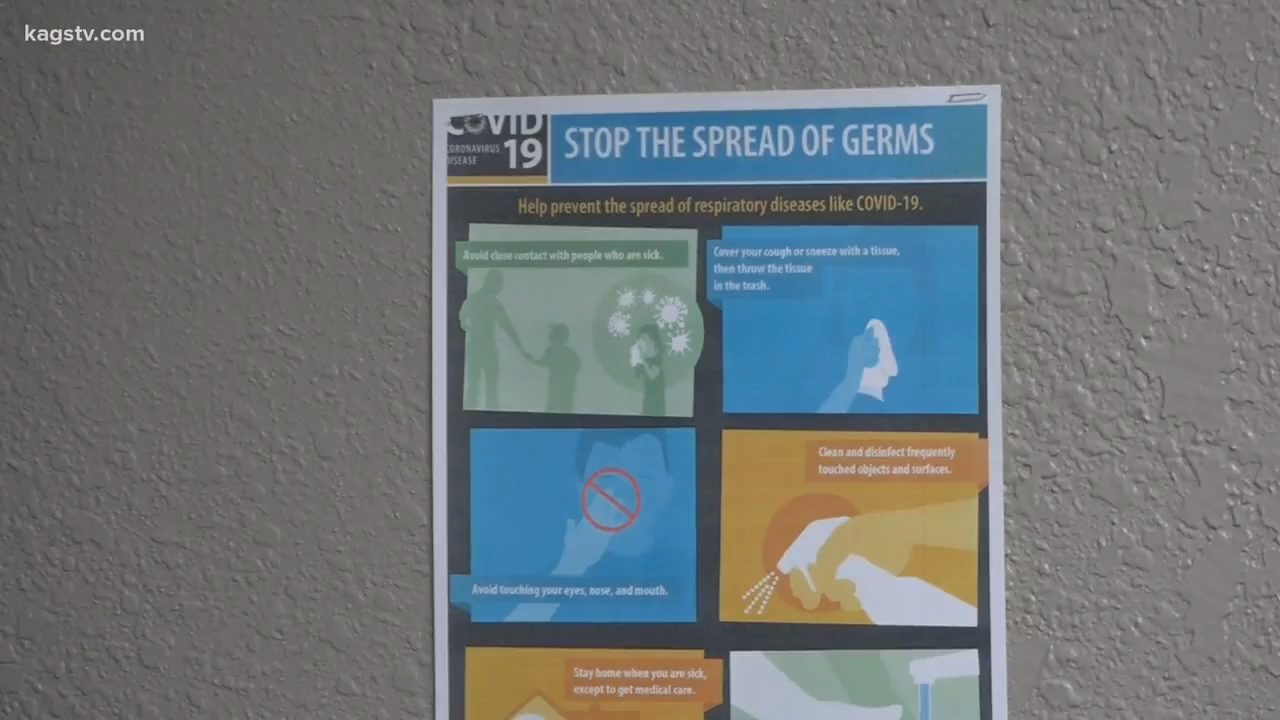 kagstv.com
COVID
CORONAVIRUS
DISEASE
19
STOP THE SPREAD OF GERMS
Help prevent the spread of respiratory diseases like COVID-19.
Avoid close contact with people who are sick.
Cover your cough or sneeze with a tissue,
then throw the tissue
in the trash.
Avoid touching your eyes, nose, and mouth.
Clean and disinfect frequently
touched objects and surfaces.
Stay home when you are sick,
except to get medical care.